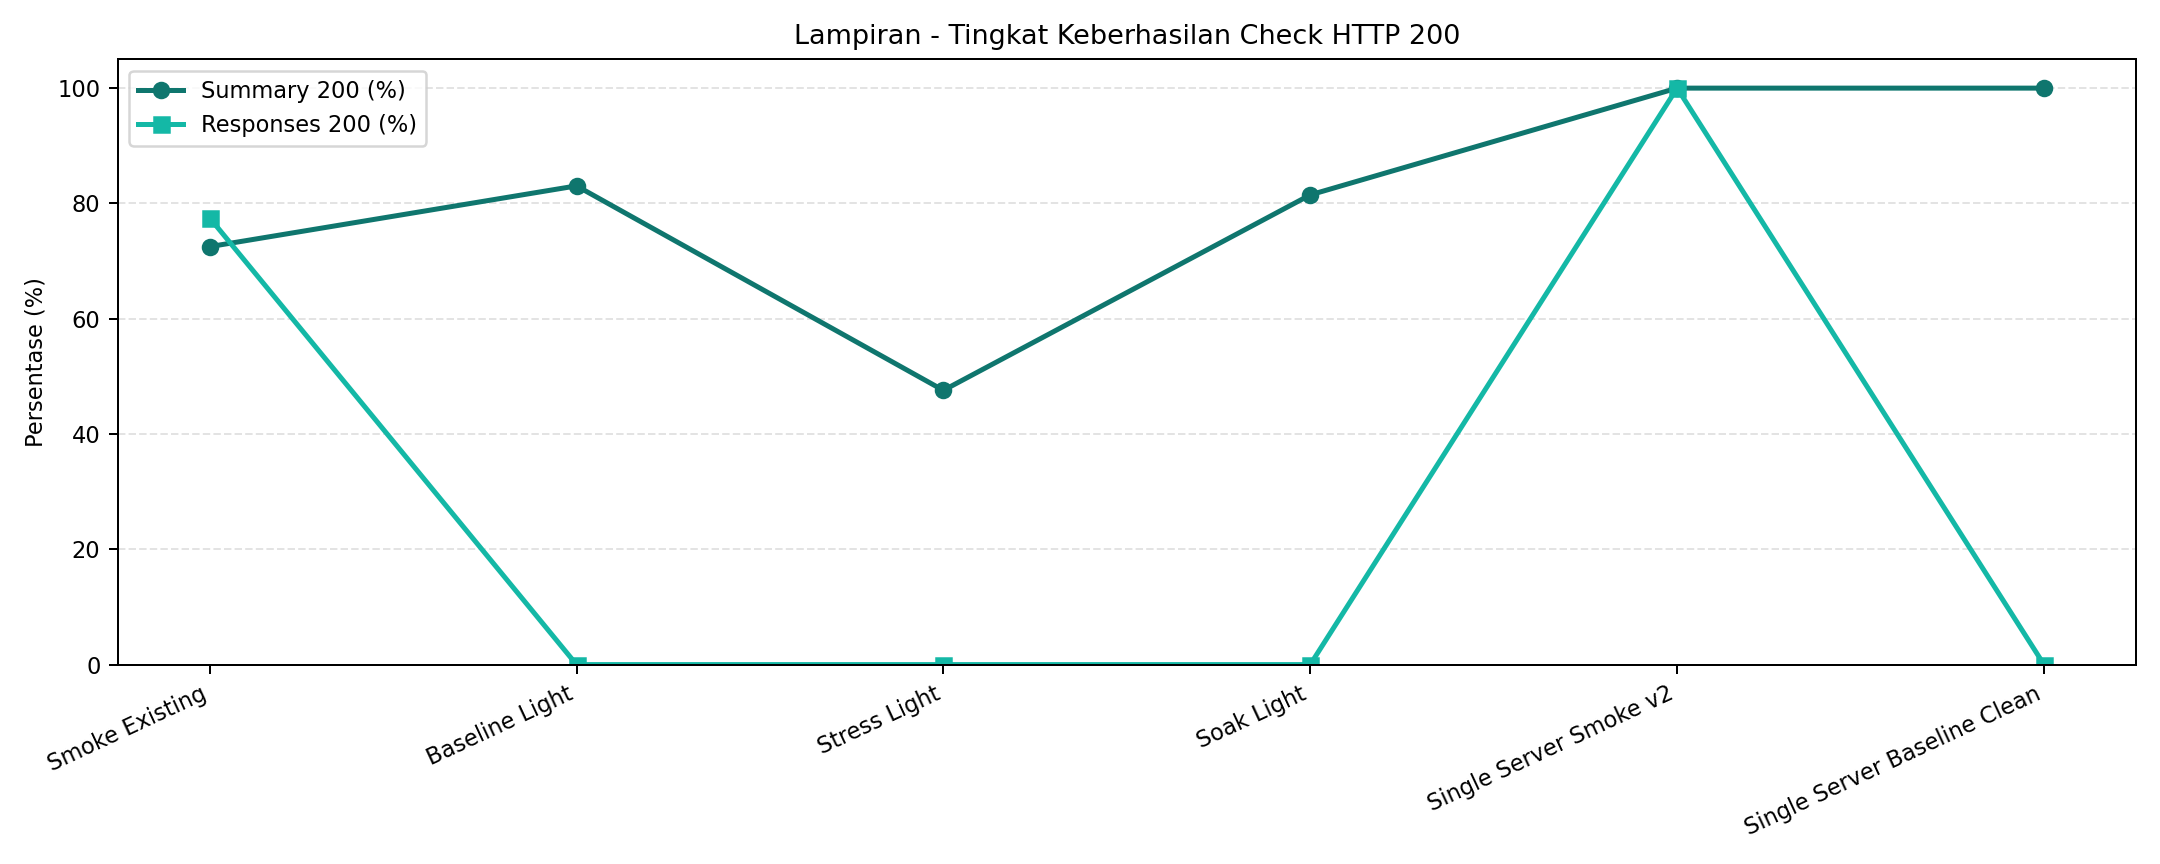 Lampiran - Tingkat Keberhasilan Check HTTP 200
Summary 200 (%)
Responses 200 (%)
Persentase (%)
100
80
60
40
20
0
Smoke Existing
Baseline Light
Stress Light
Soak Light
Single Server Smoke v2
Single Server Baseline Clean